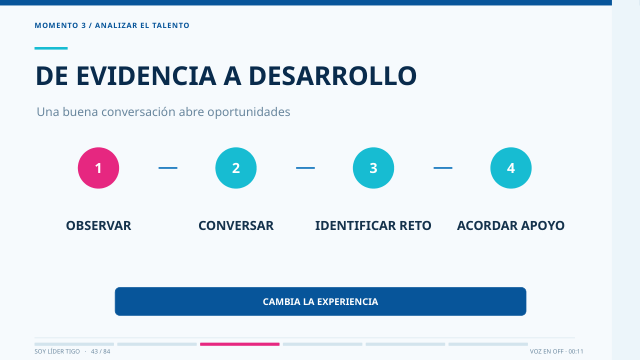 MOMENTO 3 / ANALIZAR EL TALENTO
DE EVIDENCIA A DESARROLLO
Una buena conversación abre oportunidades
1 2 3 4
OBSERVAR CONVERSAR IDENTIFICAR RETO ACORDAR APOYO
CAMBIA LA EXPERIENCIA
SOY LÍDER TIGO · 43 / 84 VOZ EN OFF · 00:11